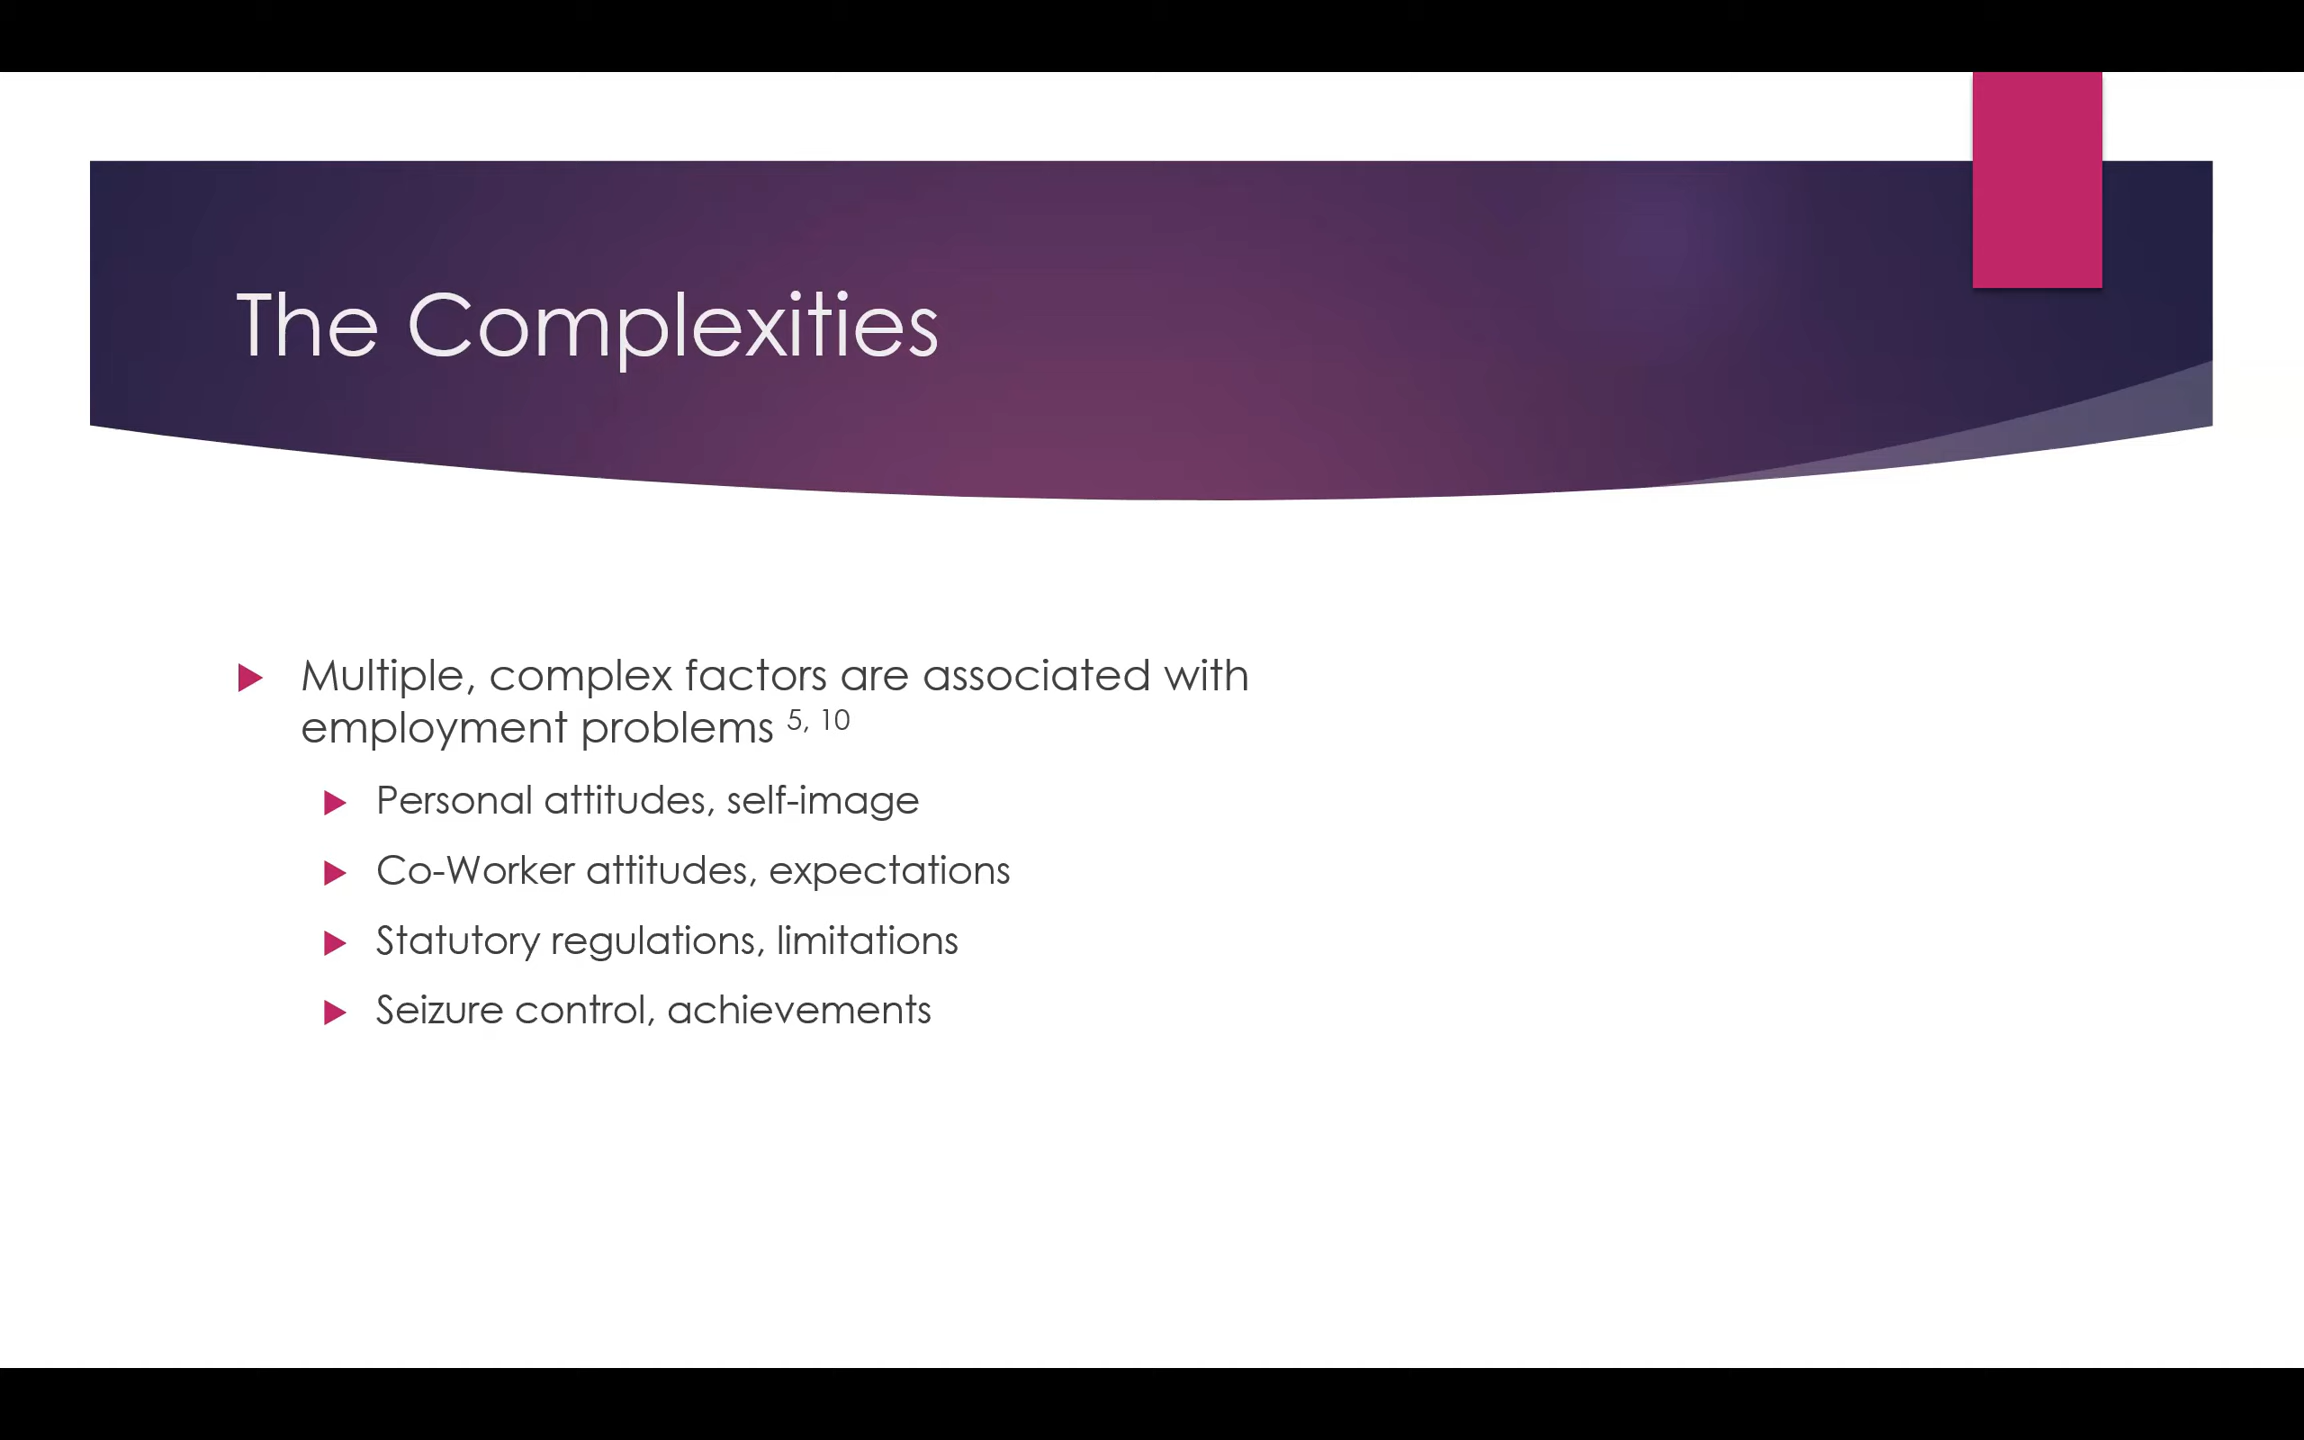 The Complexities
Multiple, complex factors are associated with
employment problems 5, 10
Personal attitudes, self-image
Co-Worker attitudes, expectations
Statutory regulations, limitations
Seizure control, achievements